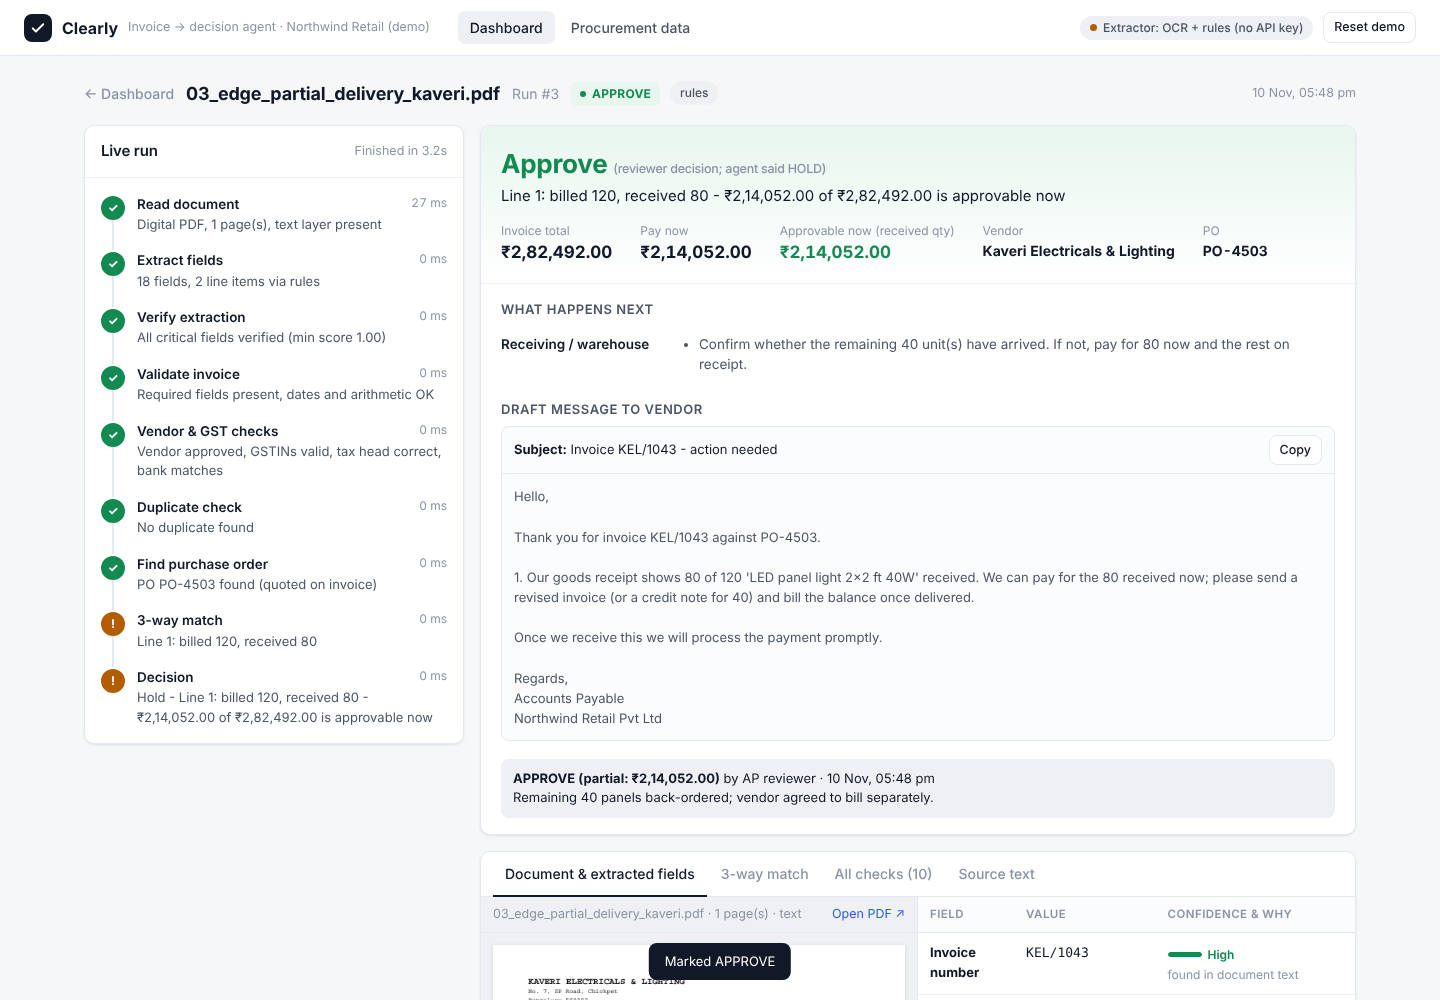 Clearly
Invoice → decision agent · Northwind Retail (demo)
Dashboard
Procurement data
Extractor: OCR + rules (no API key)
Reset demo
← Dashboard
03_edge_partial_delivery_kaveri.pdf
Run #3
APPROVE
rules
10 Nov, 05:48 pm
Live run
Finished in 3.2s
Read document
27 ms
Digital PDF, 1 page(s), text layer present
Extract fields
0 ms
18 fields, 2 line items via rules
Verify extraction
0 ms
All critical fields verified (min score 1.00)
Validate invoice
0 ms
Required fields present, dates and arithmetic OK
Vendor & GST checks
0 ms
Vendor approved, GSTINs valid, tax head correct,
bank matches
Duplicate check
0 ms
No duplicate found
Find purchase order
0 ms
PO PO-4503 found (quoted on invoice)
3-way match
0 ms
Line 1: billed 120, received 80
Decision
0 ms
Hold - Line 1: billed 120, received 80 -
₹2,14,052.00 of ₹2,82,492.00 is approvable now
Approve (reviewer decision; agent said HOLD)
Line 1: billed 120, received 80 - ₹2,14,052.00 of ₹2,82,492.00 is approvable now
Invoice total
₹2,82,492.00
Pay now
₹2,14,052.00
Approvable now (received qty)
₹2,14,052.00
Vendor
Kaveri Electricals & Lighting
PO
PO-4503
WHAT HAPPENS NEXT
Receiving / warehouse
• Confirm whether the remaining 40 unit(s) have arrived. If not, pay for 80 now and the rest on
receipt.
DRAFT MESSAGE TO VENDOR
Subject: Invoice KEL/1043 - action needed
Copy
Hello,
Thank you for invoice KEL/1043 against PO-4503.
1. Our goods receipt shows 80 of 120 'LED panel light 2×2 ft 40W' received. We can pay for the 80 received now; please send a
revised invoice (or a credit note for 40) and bill the balance once delivered.
Once we receive this we will process the payment promptly.
Regards,
Accounts Payable
Northwind Retail Pvt Ltd
APPROVE (partial: ₹2,14,052.00) by AP reviewer · 10 Nov, 05:48 pm
Remaining 40 panels back-ordered; vendor agreed to bill separately.
Document & extracted fields
3-way match
All checks (10)
Source text
03_edge_partial_delivery_kaveri.pdf · 1 page(s) · text
Open PDF ↗
FIELD
VALUE
CONFIDENCE & WHY
Invoice
number
KEL/1043
High
found in document text
Marked APPROVE
KAVERI ELECTRICALS & LIGHTING
No. 7, SP Road, Chickpet